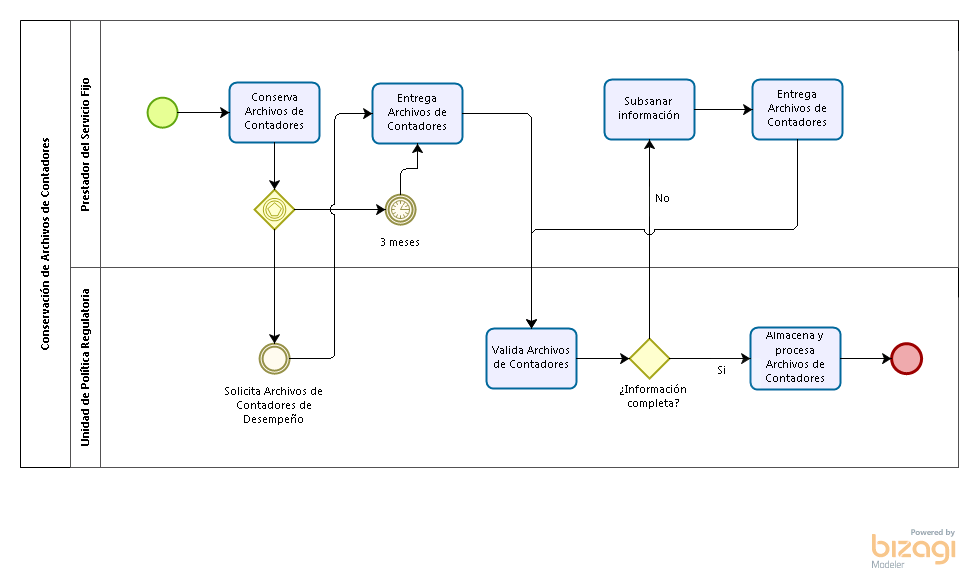 Conservación de Archivos de Contadores
Prestador del Servicio Fijo
Conserva
Archivos de
Contadores
Entrega
Archivos de
Contadores
Subsanar
información
Entrega
Archivos de
Contadores
3 meses
No
Unidad de Política Regulatoria
Solicita Archivos de
Contadores de
Desempeño
Valida Archivos
de Contadores
¿Información
completa?
Si
Almacena y
procesa
Archivos de
Contadores
Powered by
bizagi
Modeler